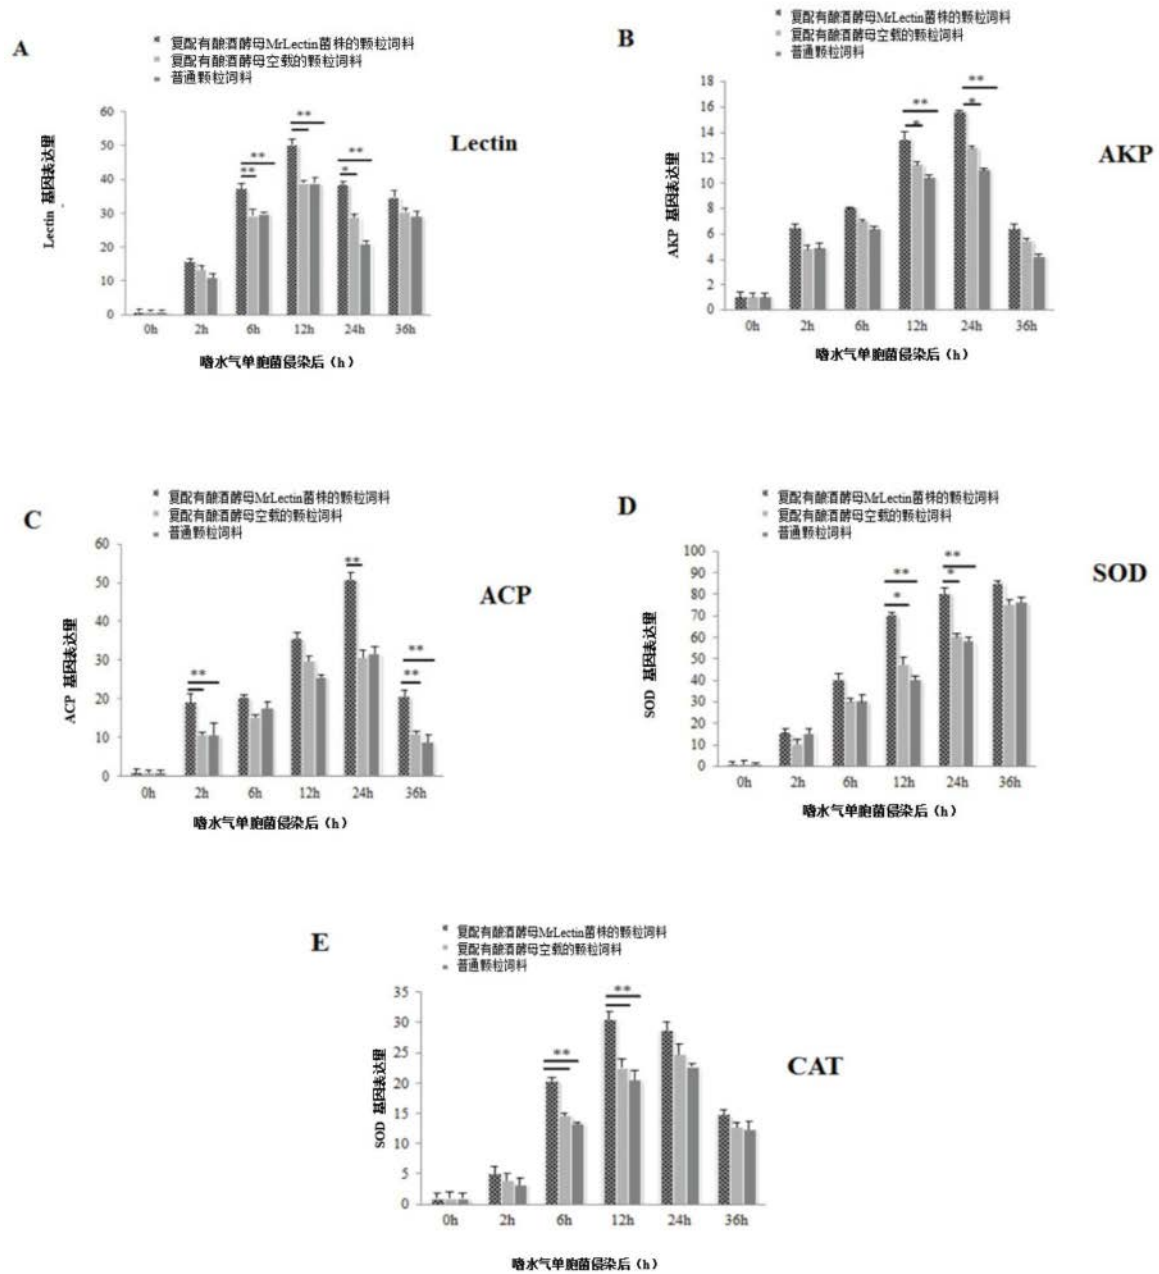 A
复配有酿酒酵母MrLectin菌株的颗粒饲料
复配有酿酒酵母空载的颗粒饲料
普通颗粒饲料
Lectin
Lectin 基因表达里
60
50
40
30
20
10
0
**
**
**
**
*
0h 2h 6h 12h 24h 36h
嗜水气单胞菌侵染后（h）
B
复配有酿酒酵母MrLectin菌株的颗粒饲料
复配有酿酒酵母空载的颗粒饲料
普通颗粒饲料
AKP
AKP 基因表达里
18
16
14
12
10
8
6
4
2
0
**
*
**
*
0h 2h 6h 12h 24h 36h
嗜水气单胞菌侵染后（h）
C
复配有酿酒酵母MrLectin菌株的颗粒饲料
复配有酿酒酵母空载的颗粒饲料
普通颗粒饲料
ACP
ACP 基因表达里
60
50
40
30
20
10
0
**
**
**
**
0h 2h 6h 12h 24h 36h
嗜水气单胞菌侵染后（h）
D
复配有酿酒酵母MrLectin菌株的颗粒饲料
复配有酿酒酵母空载的颗粒饲料
普通颗粒饲料
SOD
SOD 基因表达里
100
90
80
70
60
50
40
30
20
10
0
**
*
**
*
0h 2h 6h 12h 24h 36h
嗜水气单胞菌侵染后（h）
E
复配有酿酒酵母MrLectin菌株的颗粒饲料
复配有酿酒酵母空载的颗粒饲料
普通颗粒饲料
CAT
SOD 基因表达里
35
30
25
20
15
10
5
0
**
**
0h 2h 6h 12h 24h 36h
嗜水气单胞菌侵染后（h）